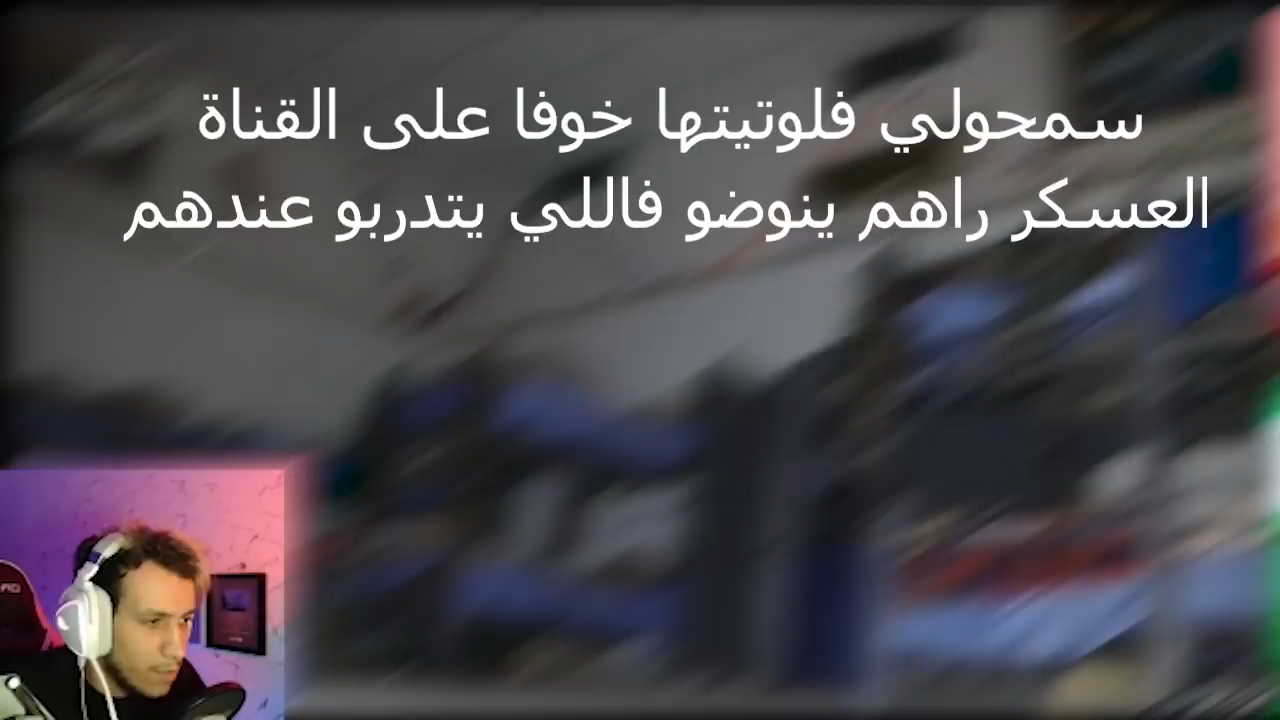 سمحولي فلوتيتها خوفا على القناة
العسكر راهم ينوضو فاللي يتدربو عندهم